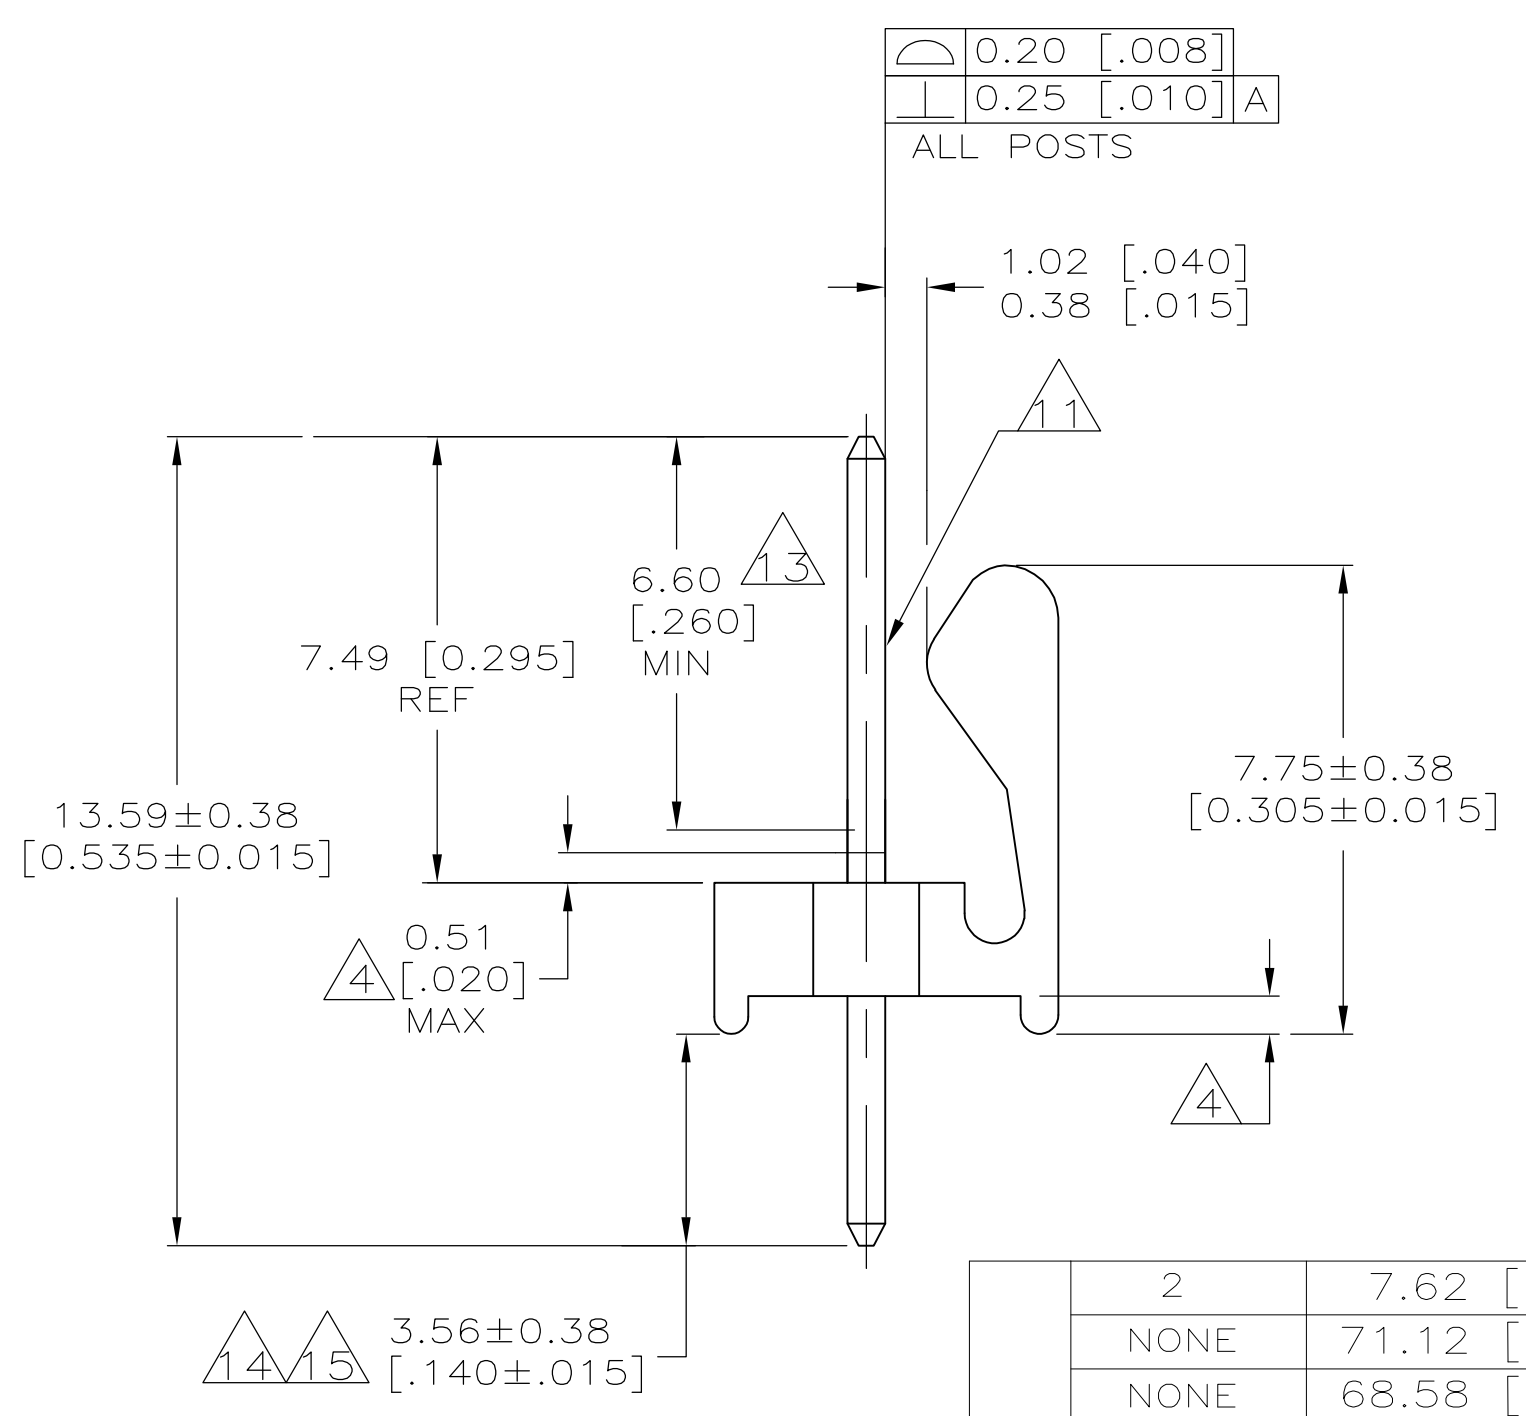 0.20 [.008]
0.25 [.010] A
ALL POSTS
1.02 [.040]
0.38 [.015]
11
13
6.60
[.260]
MIN
7.49 [0.295]
REF
7.75±0.38
[0.305±0.015]
13.59±0.38
[0.535±0.015]
4
0.51
[.020]
MAX
4
14 15
3.56±0.38
[.140±.015]
2 7.62 [
NONE 71.12 [
NONE 68.58 [